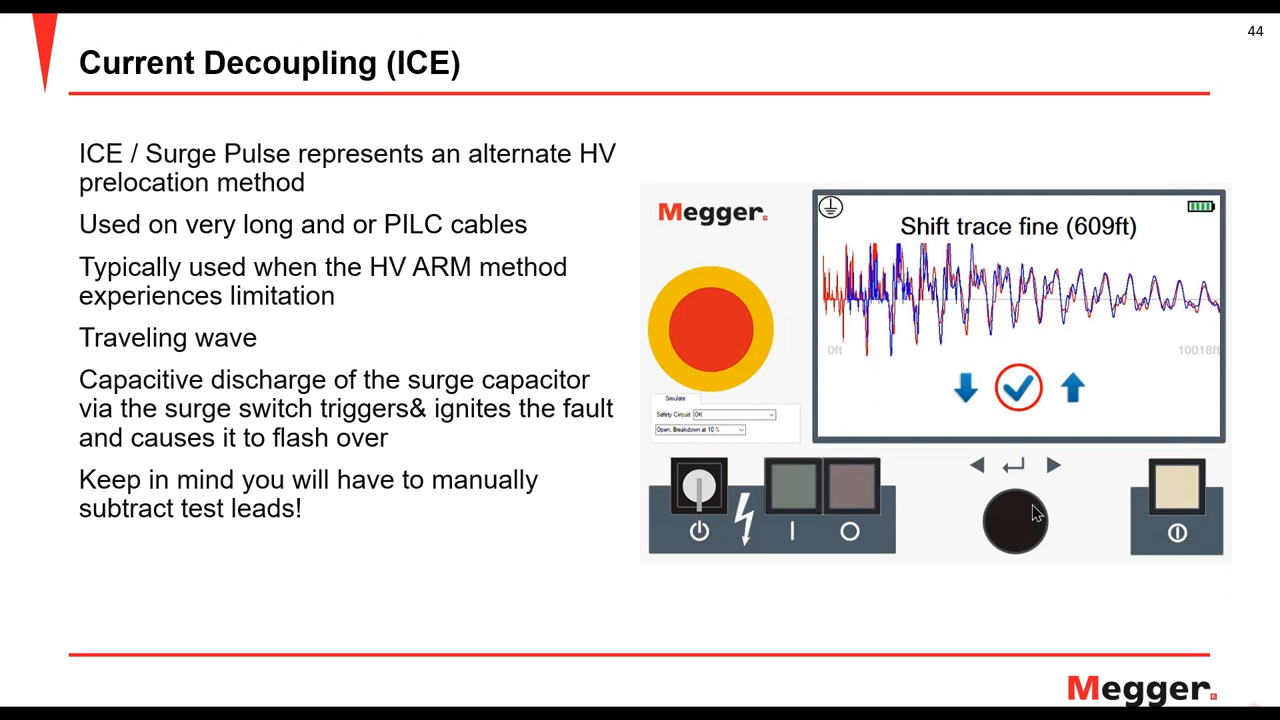 44
Current Decoupling (ICE)
ICE / Surge Pulse represents an alternate HV
prelocation method
Used on very long and or PILC cables
Typically used when the HV ARM method
experiences limitation
Traveling wave
Capacitive discharge of the surge capacitor
via the surge switch triggers& ignites the fault
and causes it to flash over
Keep in mind you will have to manually
subtract test leads!
Megger
Shift trace fine (609ft)
0ft
10018ft
Simulate
Safety Circuit OK
Open, Breakdown at 10 %
Megger